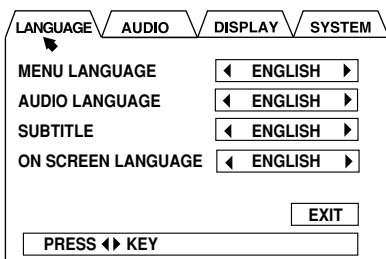 LANGUAGE AUDIO DISPLAY SYSTEM
MENU LANGUAGE ENGLISH
AUDIO LANGUAGE ENGLISH
SUBTITLE ENGLISH
ON SCREEN LANGUAGE ENGLISH
EXIT
PRESS KEY